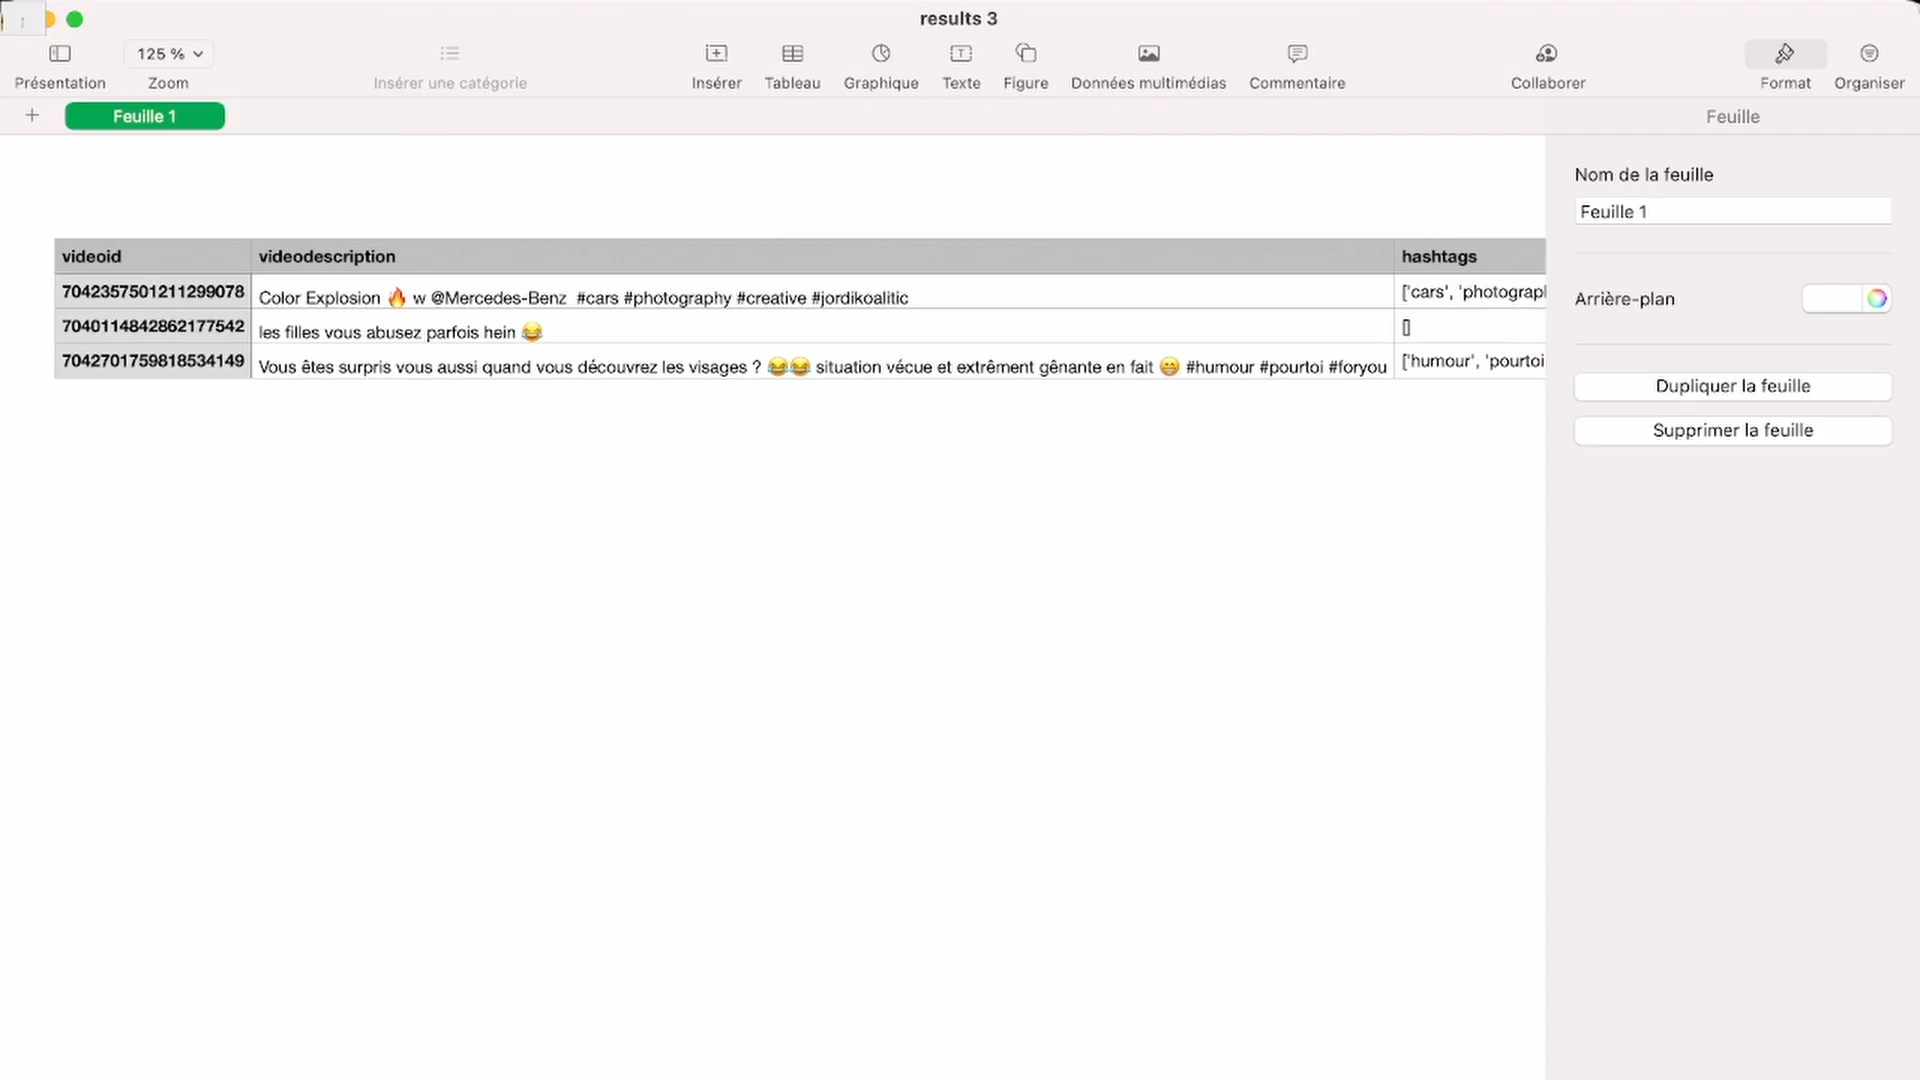 results 3
125 %
Présentation Zoom Insérer une catégorie Insérer Tableau Graphique Texte Figure Données multimédias Commentaire Collaborer Format Organiser
Feuille 1 Feuille
Nom de la feuille
Feuille 1
videoid videodescription hashtags
7042357501211299078 Color Explosion 🔥 w @Mercedes-Benz #cars #photography #creative #jordikoalitic ['cars', 'photograpl
Arrière-plan
7040114842862177542 les filles vous abusez parfois hein 😂 []
7042701759818534149 Vous êtes surpris vous aussi quand vous découvrez les visages ? 😂😂 situation vécue et extrêment gênante en fait 😁 #humour #pourtoi #foryou ['humour', 'pourtoi
Dupliquer la feuille
Supprimer la feuille